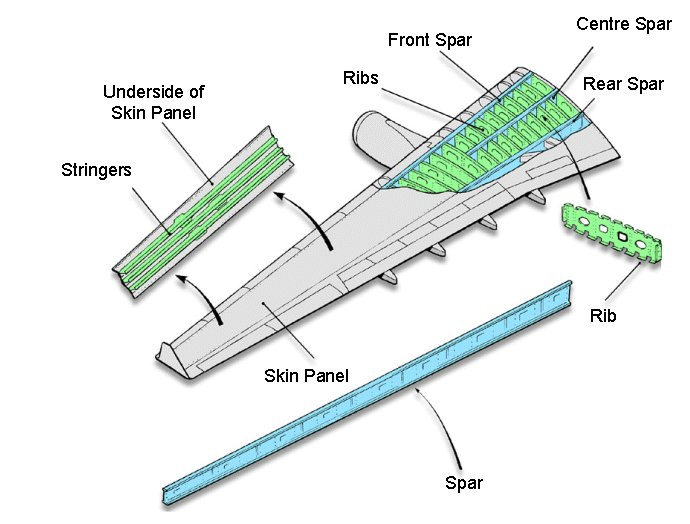 Centre Spar
Front Spar
Ribs
Rear Spar
Underside of
Skin Panel
Stringers
Rib
Skin Panel
Spar